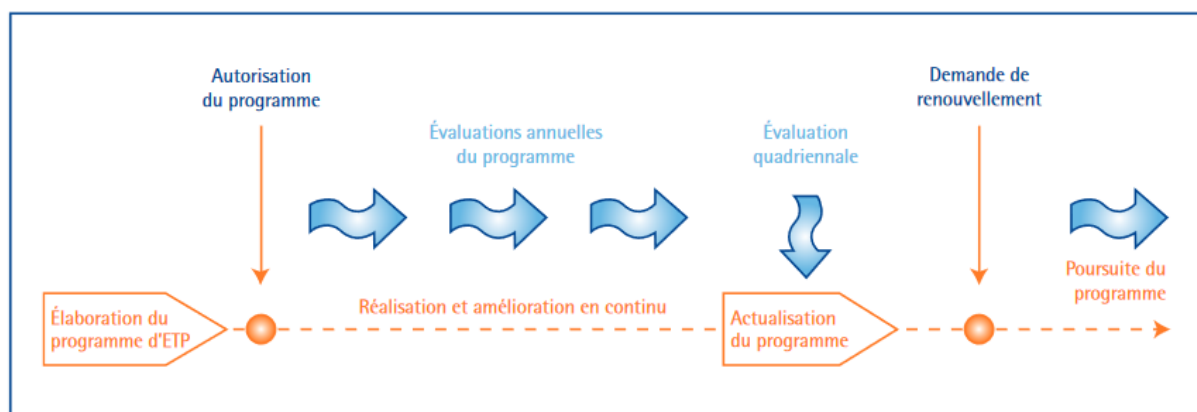 Autorisation
du programme
Demande de
renouvellement
Évaluations annuelles
du programme
Évaluation
quadriennale
Poursuite du
programme
Élaboration du
programme d'ETP
Réalisation et amélioration en continu
Actualisation
du programme